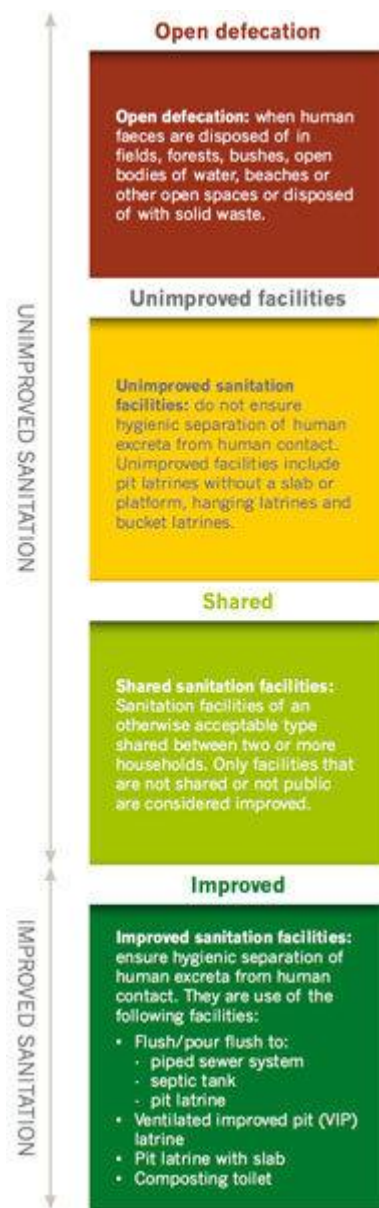 Open defecation
Open defecation: when human
faeces are disposed of in
fields, forests, bushes, open
bodies of water, beaches or
other open spaces or disposed
of with solid waste.
Unimproved facilities
Unimproved sanitation
facilities: do not ensure
hygienic separation of human
excreta from human contact.
Unimproved facilities include
pit latrines without a slab or
platform, hanging latrines and
bucket latrines.
Shared
Shared sanitation facilities:
Sanitation facilities of an
otherwise acceptable type
shared between two or more
households. Only facilities that
are not shared or not public
are considered improved.
UNIMPROVED SANITATION
Improved
Improved sanitation facilities:
ensure hygienic separation of
human excreta from human
contact. They are use of the
following facilities:
• Flush/pour flush to:
- piped sewer system
- septic tank
- pit latrine
• Ventilated improved pit (VIP)
latrine
• Pit latrine with slab
• Composting toilet
IMPROVED SANITATION